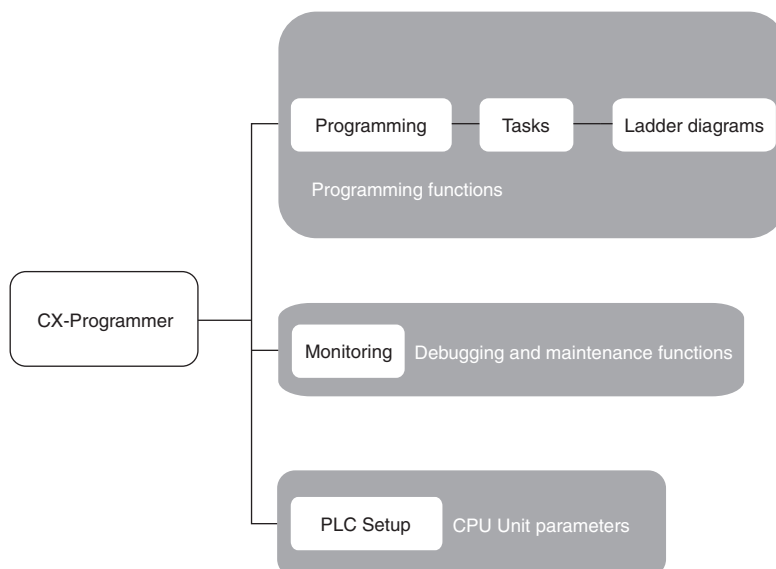 Programming
Tasks
Ladder diagrams
Programming functions
CX-Programmer
Monitoring
Debugging and maintenance functions
PLC Setup
CPU Unit parameters